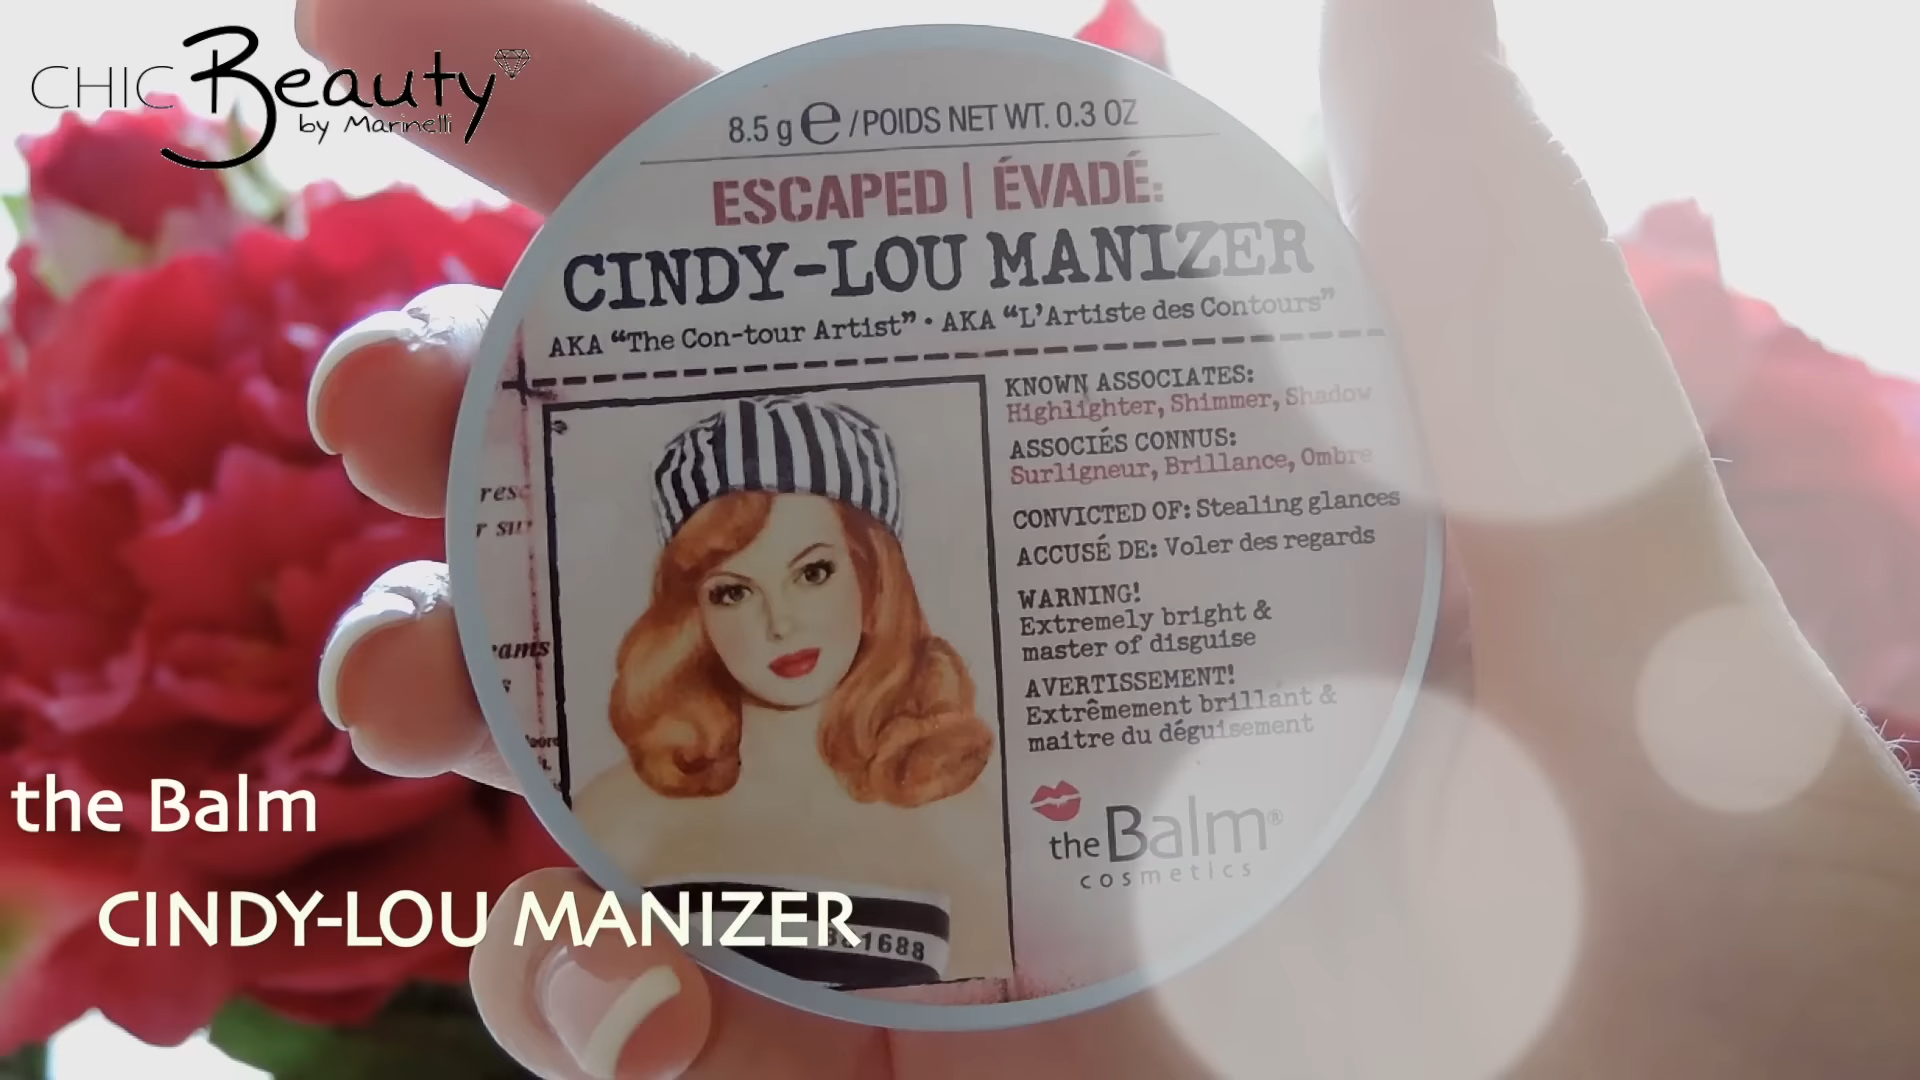 CHIC Beauty
by Marinelli
8.5 g e / POIDS NET WT. 0.3 OZ
ESCAPED | ÉVADÉ:
CINDY-LOU MANIZER
AKA “The Con-tour Artist” • AKA “L'Artiste des Contours”
KNOWN ASSOCIATES:
Highlighter, Shimmer, Shadow
ASSOCIÉS CONNUS:
Surligneur, Brillance, Ombre
CONVICTED OF: Stealing glances
ACCUSÉ DE: Voler des regards
WARNING!
Extremely bright &
master of disguise
AVERTISSEMENT!
Extrêmement brillant &
maitre du déguisement
the Balm®
cosmetics
the Balm
CINDY-LOU MANIZER